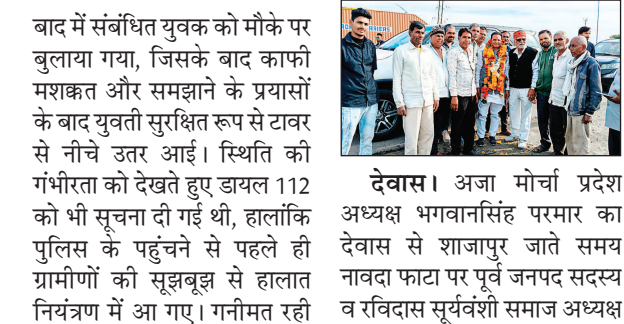 बाद में संबंधित युवक को मौके पर
बुलाया गया, जिसके बाद काफी
मशक्कत और समझाने के प्रयासों
के बाद युवती सुरक्षित रूप से टावर
से नीचे उतर आई। स्थिति की
गंभीरता को देखते हुए डायल 112
को भी सूचना दी गई थी, हालांकि
पुलिस के पहुंचने से पहले ही
ग्रामीणों की सूझबूझ से हालात
नियंत्रण में आ गए। गनीमत रही
देवास। अजा मोर्चा प्रदेश
अध्यक्ष भगवानसिंह परमार का
देवास से शाजापुर जाते समय
नावदा फाटा पर पूर्व जनपद सदस्य
व रविदास सूर्यवंशी समाज अध्यक्ष